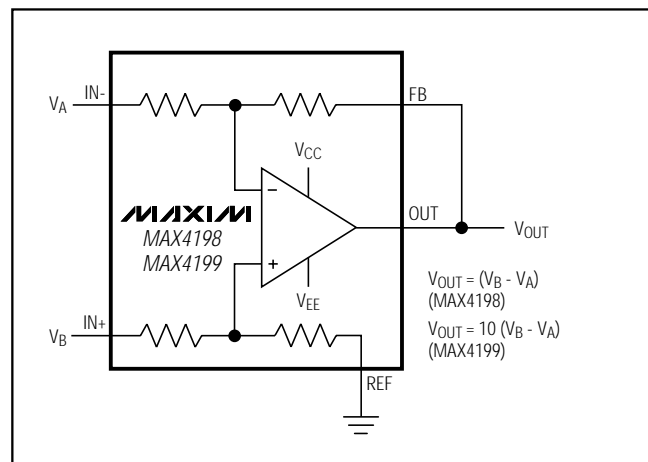 IN-
FB
VA
VCC
−
MAXIM
MAX4198
MAX4199
OUT
VOUT
+
VEE
VOUT = (VB - VA)
(MAX4198)
VOUT = 10 (VB - VA)
(MAX4199)
IN+
VB
REF